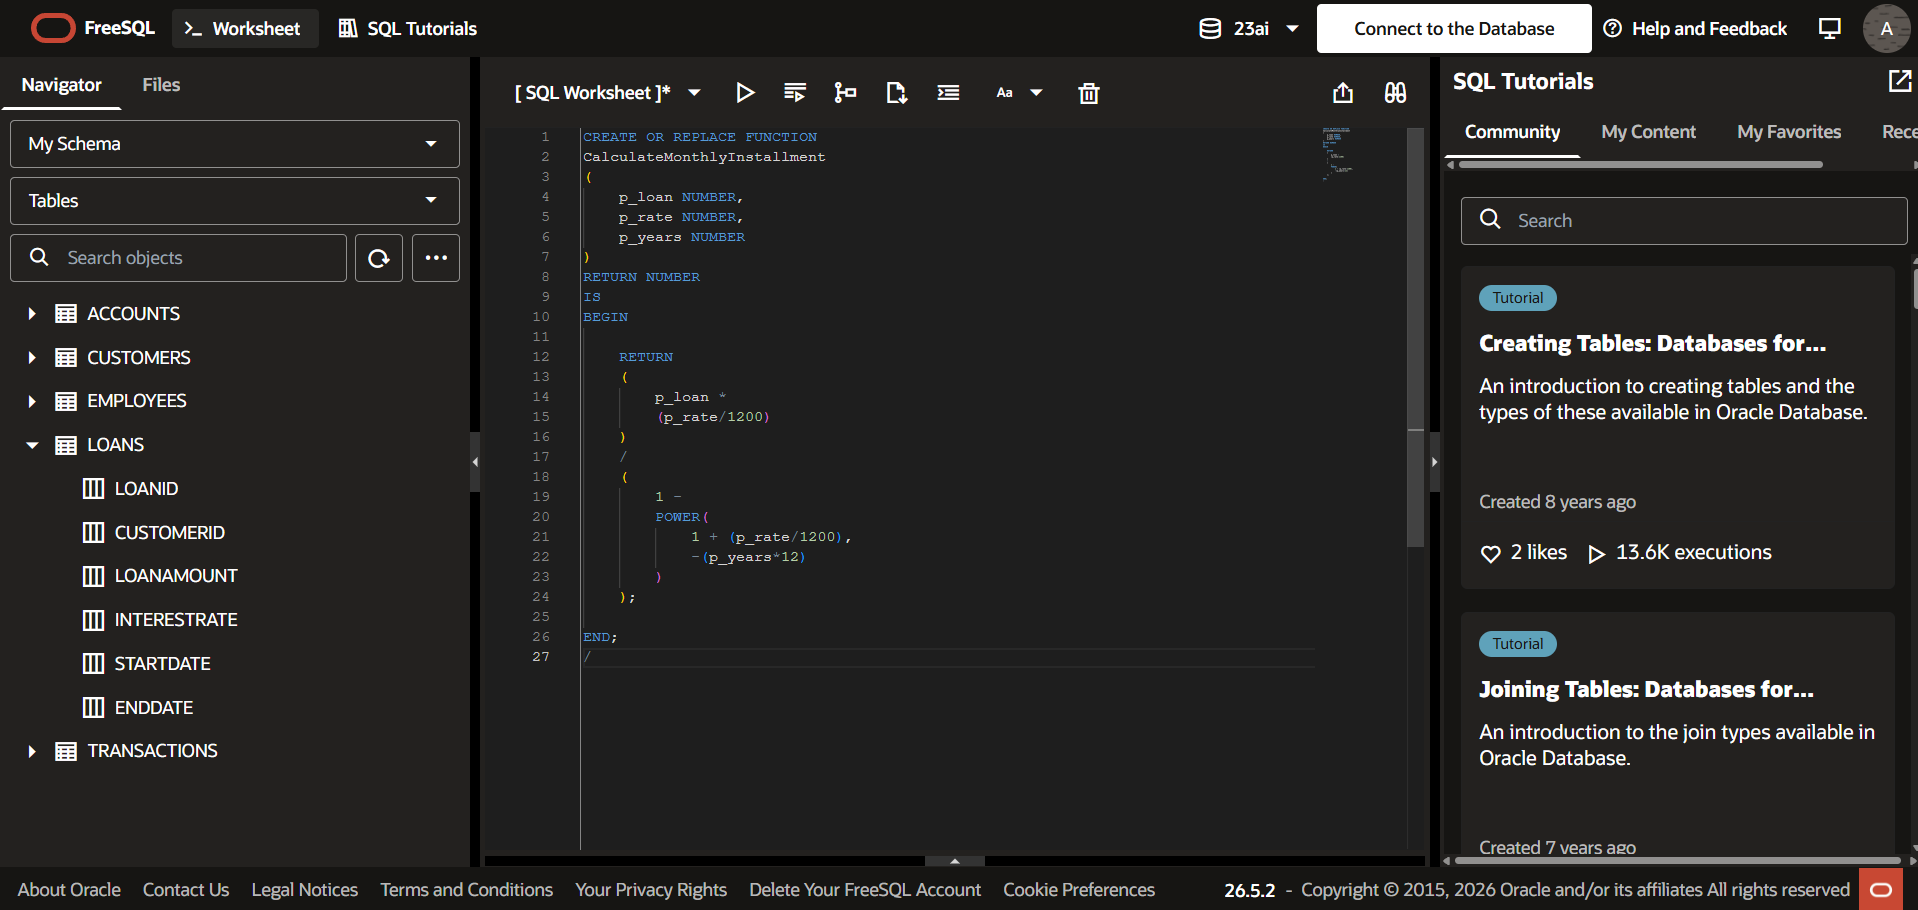 FreeSQL
Worksheet
SQL Tutorials
23ai
Connect to the Database
Help and Feedback
A
Navigator
Files
My Schema
Tables
Search objects
ACCOUNTS
CUSTOMERS
EMPLOYEES
LOANS
LOANID
CUSTOMERID
LOANAMOUNT
INTERESTRATE
STARTDATE
ENDDATE
TRANSACTIONS
[ SQL Worksheet ]*
Aa
1 CREATE OR REPLACE FUNCTION
2 CalculateMonthlyInstallment
3 (
4 p_loan NUMBER,
5 p_rate NUMBER,
6 p_years NUMBER
7 )
8 RETURN NUMBER
9 IS
10 BEGIN
11
12 RETURN
13 (
14 p_loan *
15 (p_rate/1200)
16 )
17 /
18 (
19 1 -
20 POWER(
21 1 + (p_rate/1200),
22 -(p_years*12)
23 )
24 );
25
26 END;
27 /
SQL Tutorials
Community
My Content
My Favorites
Rece
Search
Tutorial
Creating Tables: Databases for...
An introduction to creating tables and the
types of these available in Oracle Database.
Created 8 years ago
2 likes
13.6K executions
Tutorial
Joining Tables: Databases for...
An introduction to the join types available in
Oracle Database.
Created 7 years ago
About Oracle
Contact Us
Legal Notices
Terms and Conditions
Your Privacy Rights
Delete Your FreeSQL Account
Cookie Preferences
26.5.2 - Copyright © 2015, 2026 Oracle and/or its affiliates All rights reserved